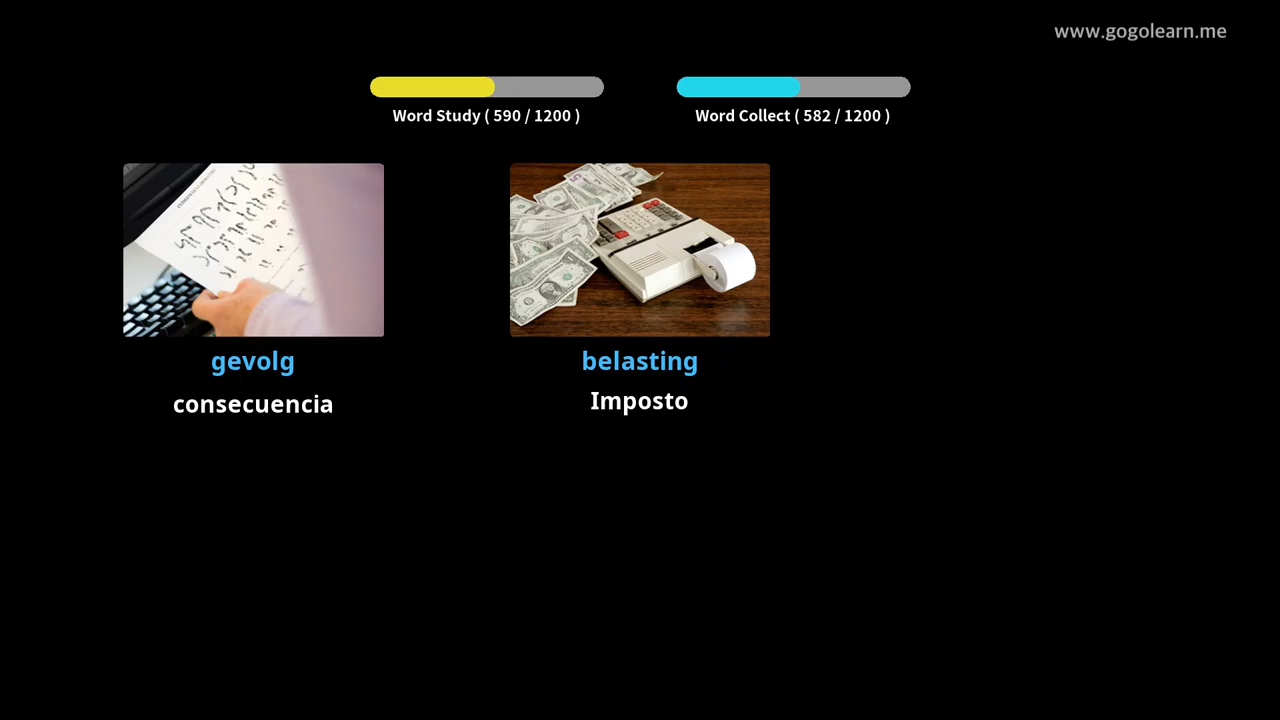 www.gogolearn.me
Word Study ( 590 / 1200 )
Word Collect ( 582 / 1200 )
gevolg
belasting
consecuencia
Imposto